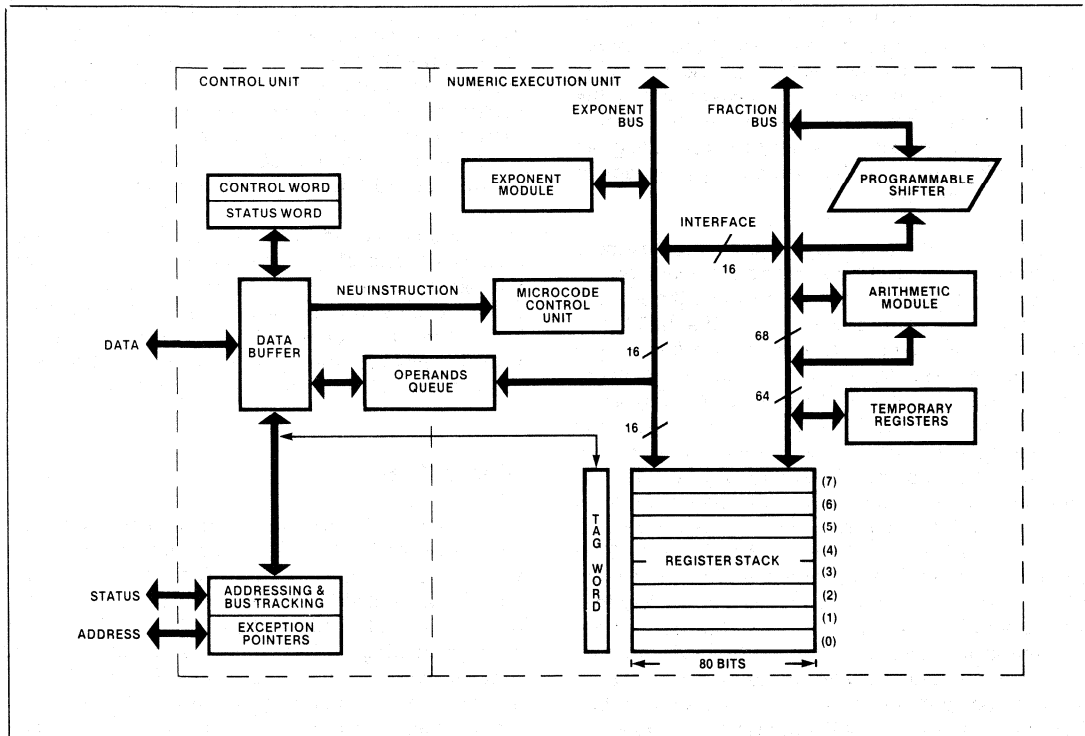 CONTROL UNIT
NUMERIC EXECUTION UNIT
EXPONENT
BUS
FRACTION
BUS
EXPONENT
MODULE
PROGRAMMABLE
SHIFTER
CONTROL WORD
STATUS WORD
INTERFACE
16
NEU INSTRUCTION
MICROCODE
CONTROL
UNIT
ARITHMETIC
MODULE
DATA
DATA
BUFFER
16
68
OPERANDS
QUEUE
64
TEMPORARY
REGISTERS
16
TAG WORD
(7)
(6)
(5)
(4)
REGISTER STACK
(3)
(2)
(1)
(0)
STATUS
ADDRESSING &
BUS TRACKING
ADDRESS
EXCEPTION
POINTERS
80 BITS